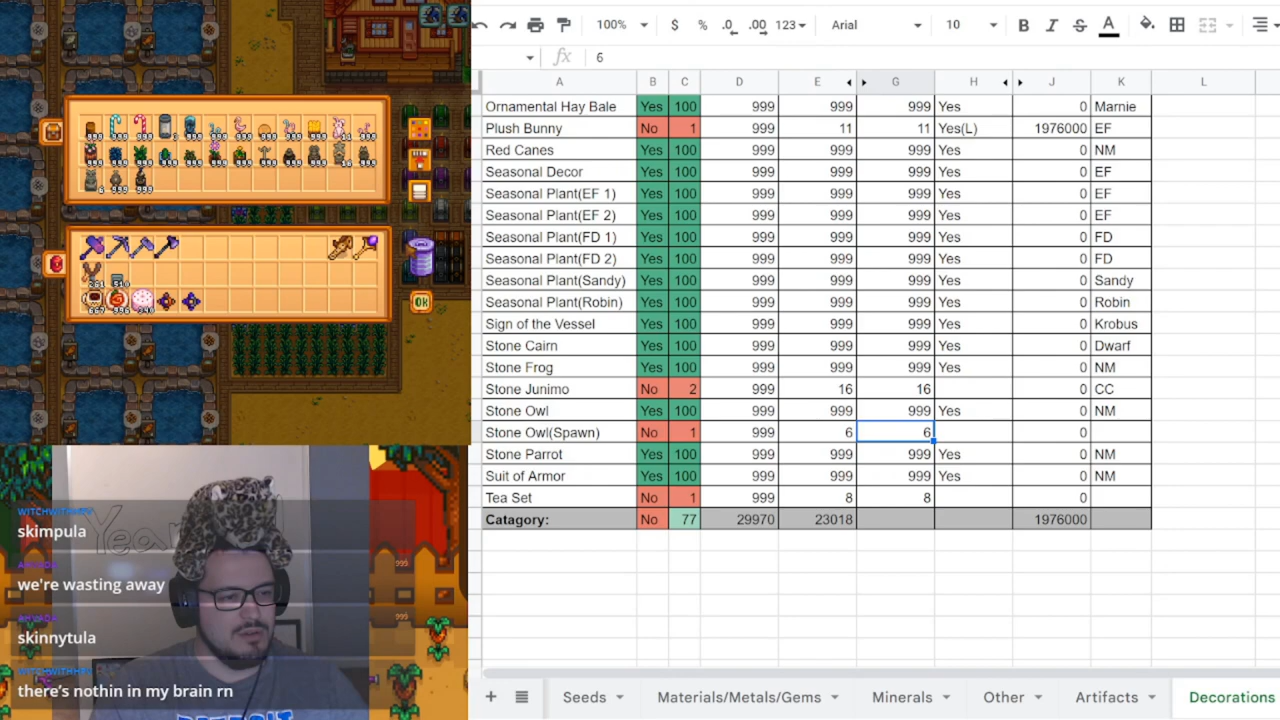 100% $ % .0 .00 123 Arial 10 B I S A
fx 6
A B C D E G H J K L
Ornamental Hay Bale Yes 100 999 999 999 Yes 0 Marnie
Plush Bunny No 1 999 11 11 Yes(L) 1976000 EF
Red Canes Yes 100 999 999 999 Yes 0 NM
Seasonal Decor Yes 100 999 999 999 Yes 0 EF
Seasonal Plant(EF 1) Yes 100 999 999 999 Yes 0 EF
Seasonal Plant(EF 2) Yes 100 999 999 999 Yes 0 EF
Seasonal Plant(FD 1) Yes 100 999 999 999 Yes 0 FD
Seasonal Plant(FD 2) Yes 100 999 999 999 Yes 0 FD
Seasonal Plant(Sandy) Yes 100 999 999 999 Yes 0 Sandy
Seasonal Plant(Robin) Yes 100 999 999 999 Yes 0 Robin
Sign of the Vessel Yes 100 999 999 999 Yes 0 Krobus
Stone Cairn Yes 100 999 999 999 Yes 0 Dwarf
Stone Frog Yes 100 999 999 999 Yes 0 NM
Stone Junimo No 2 999 16 16 0 CC
Stone Owl Yes 100 999 999 999 Yes 0 NM
Stone Owl(Spawn) No 1 999 6 6 0
Stone Parrot Yes 100 999 999 999 Yes 0 NM
Suit of Armor Yes 100 999 999 999 Yes 0 NM
Tea Set No 1 999 8 8 0
Catagory: No 77 29970 23018 1976000
+ Seeds Materials/Metals/Gems Minerals Other Artifacts Decorations
Ok
skimpula
we're wasting away
skinnytula
there's nothin in my brain rn